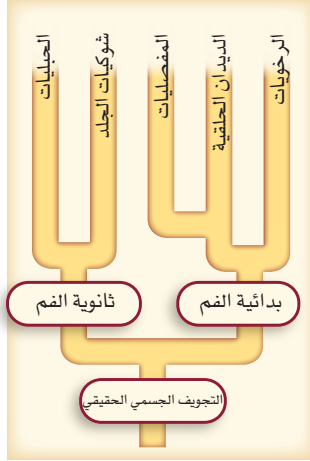 الرخويات
الديدان الحلقية
المفصليات
شوكيات الجلد
الحبليات
بدائية الفم
ثانوية الفم
التجويف الجسمي الحقيقي